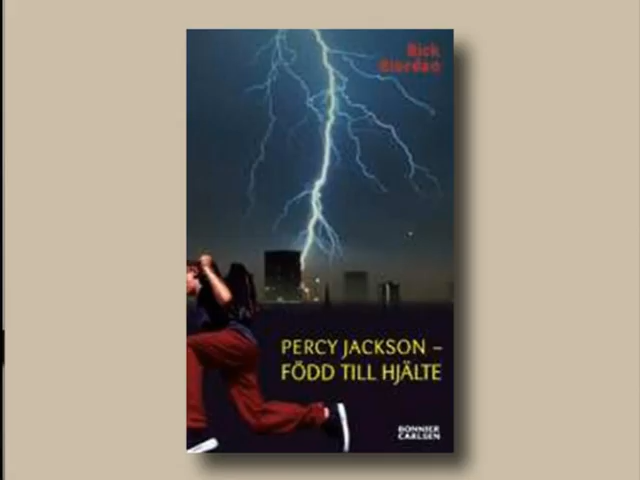 Rick
Riordan
PERCY JACKSON –
FÖDD TILL HJÄLTE
BONNIER
CARLSEN